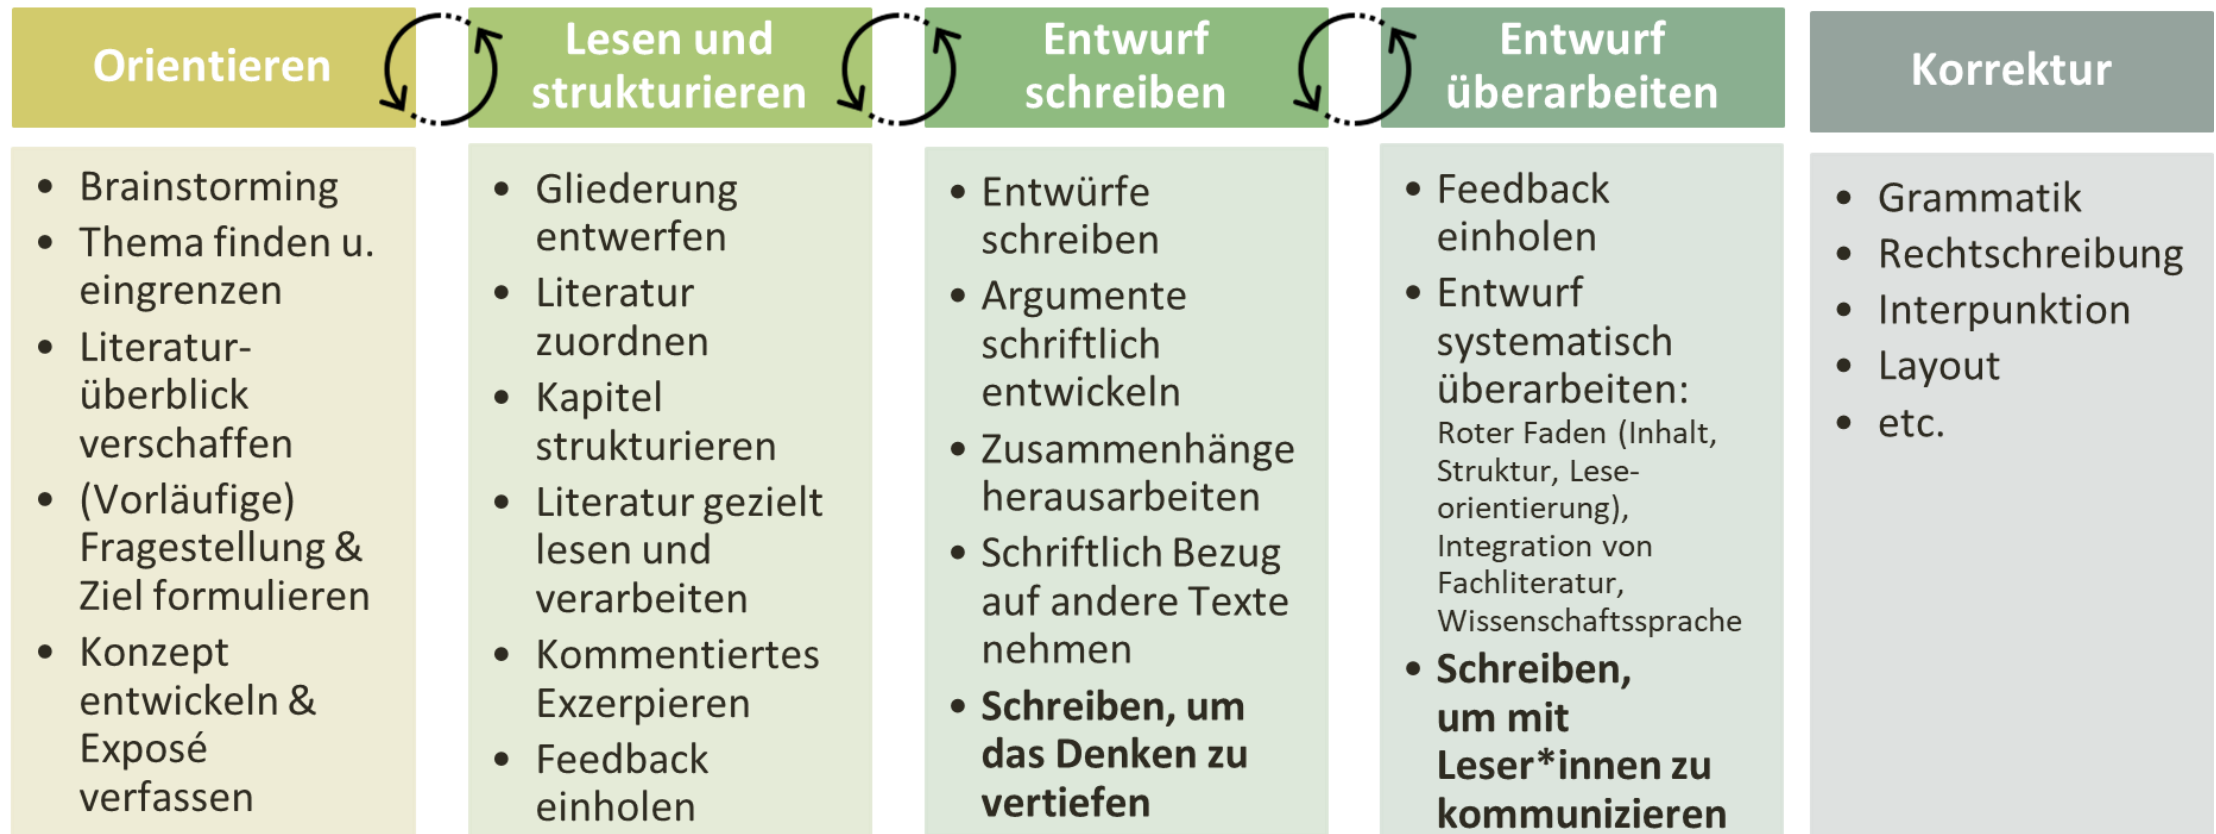 Orientieren
• Brainstorming
• Thema finden u.
eingrenzen
• Literatur-
überblick
verschaffen
• (Vorläufige)
Fragestellung &
Ziel formulieren
• Konzept
entwickeln &
Exposé
verfassen
Lesen und
strukturieren
• Gliederung
entwerfen
• Literatur
zuordnen
• Kapitel
strukturieren
• Literatur gezielt
lesen und
verarbeiten
• Kommentiertes
Exzerpieren
• Feedback
einholen
Entwurf
schreiben
• Entwürfe
schreiben
• Argumente
schriftlich
entwickeln
• Zusammenhänge
herausarbeiten
• Schriftlich Bezug
auf andere Texte
nehmen
• Schreiben, um
das Denken zu
vertiefen
Entwurf
überarbeiten
• Feedback
einholen
• Entwurf
systematisch
überarbeiten:
Roter Faden (Inhalt,
Struktur, Lese-
orientierung),
Integration von
Fachliteratur,
Wissenschaftssprache
• Schreiben,
um mit
Leser*innen zu
kommunizieren
Korrektur
• Grammatik
• Rechtschreibung
• Interpunktion
• Layout
• etc.